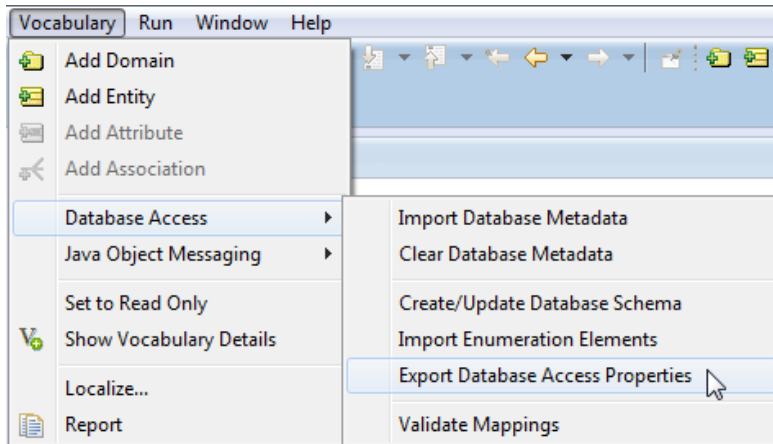 Vocabulary Run Window Help
Add Domain
Add Entity
Add Attribute
Add Association
Database Access
Java Object Messaging
Set to Read Only
Show Vocabulary Details
Localize...
Report
Import Database Metadata
Clear Database Metadata
Create/Update Database Schema
Import Enumeration Elements
Export Database Access Properties
Validate Mappings